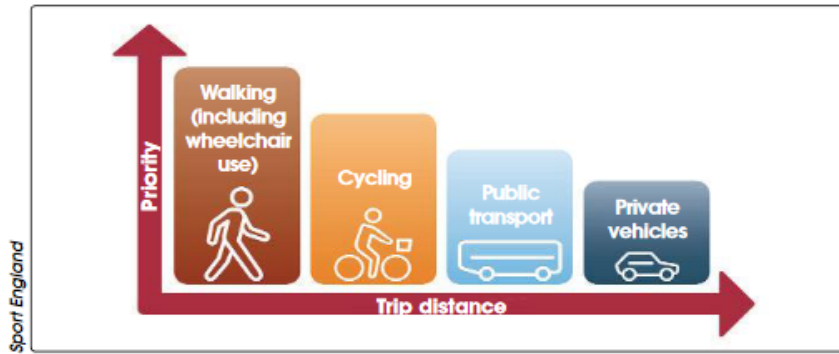 Walking
(including
wheelchair
use)
Cycling
Public
transport
Private
vehicles
Priority
Trip distance
Sport England